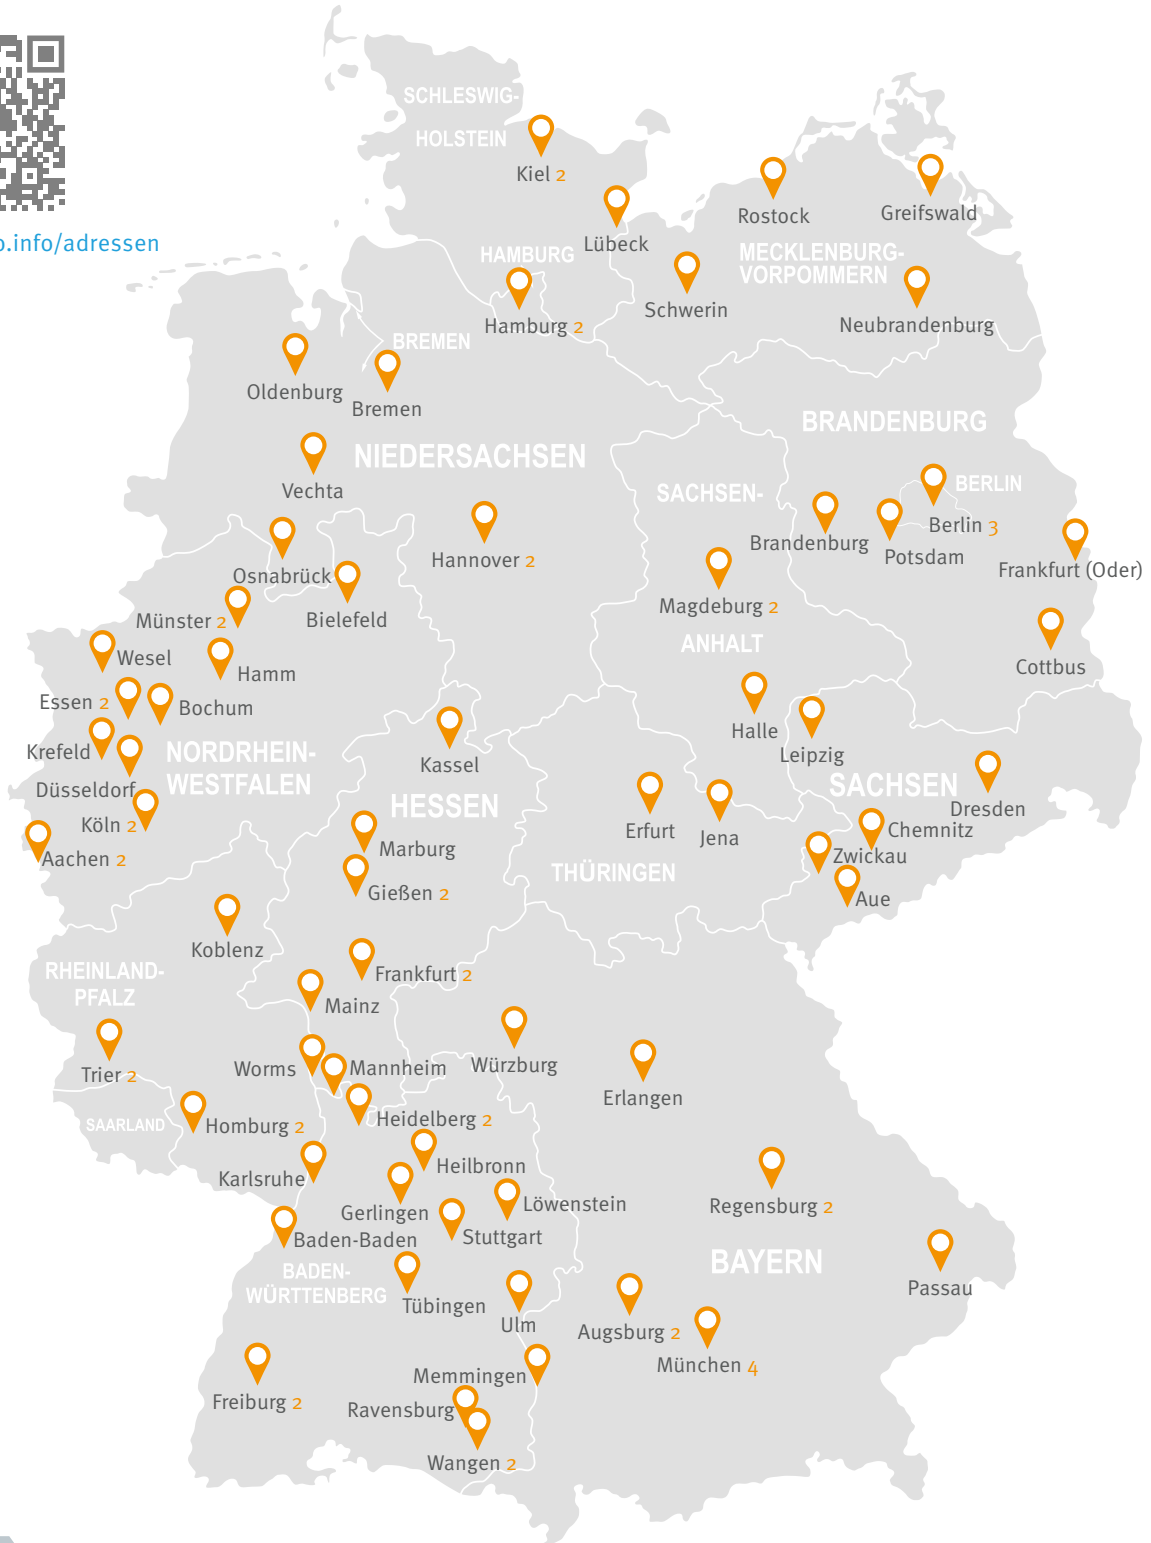 SCHLESWIG-
HOLSTEIN
Kiel 2
Lübeck
Rostock
Greifswald
o.info/adressen
HAMBURG
MECKLENBURG-
VORPOMMERN
Schwerin
Hamburg 2
Neubrandenburg
BREMEN
Oldenburg
Bremen
BRANDENBURG
NIEDERSACHSEN
Vechta
SACHSEN-
BERLIN
Berlin 3
Brandenburg
Potsdam
Hannover 2
Frankfurt (Oder)
Osnabrück
Magdeburg 2
Münster 2
Bielefeld
ANHALT
Wesel
Hamm
Cottbus
Essen 2
Bochum
Halle
Krefeld
NORDRHEIN-
WESTFALEN
Kassel
Leipzig
Düsseldorf
SACHSEN
HESSEN
Dresden
Köln 2
Erfurt
Jena
Chemnitz
Marburg
Zwickau
Aachen 2
THÜRINGEN
Gießen 2
Aue
Koblenz
RHEINLAND-
PFALZ
Frankfurt 2
Mainz
Trier 2
Worms
Mannheim
Würzburg
Erlangen
SAARLAND
Homburg 2
Heidelberg 2
Karlsruhe
Heilbronn
Löwenstein
Regensburg 2
Gerlingen
Stuttgart
Baden-Baden
BAYERN
BADEN-
WÜRTTEMBERG
Passau
Tübingen
Ulm
Augsburg 2
München 4
Memmingen
Freiburg 2
Ravensburg
Wangen 2